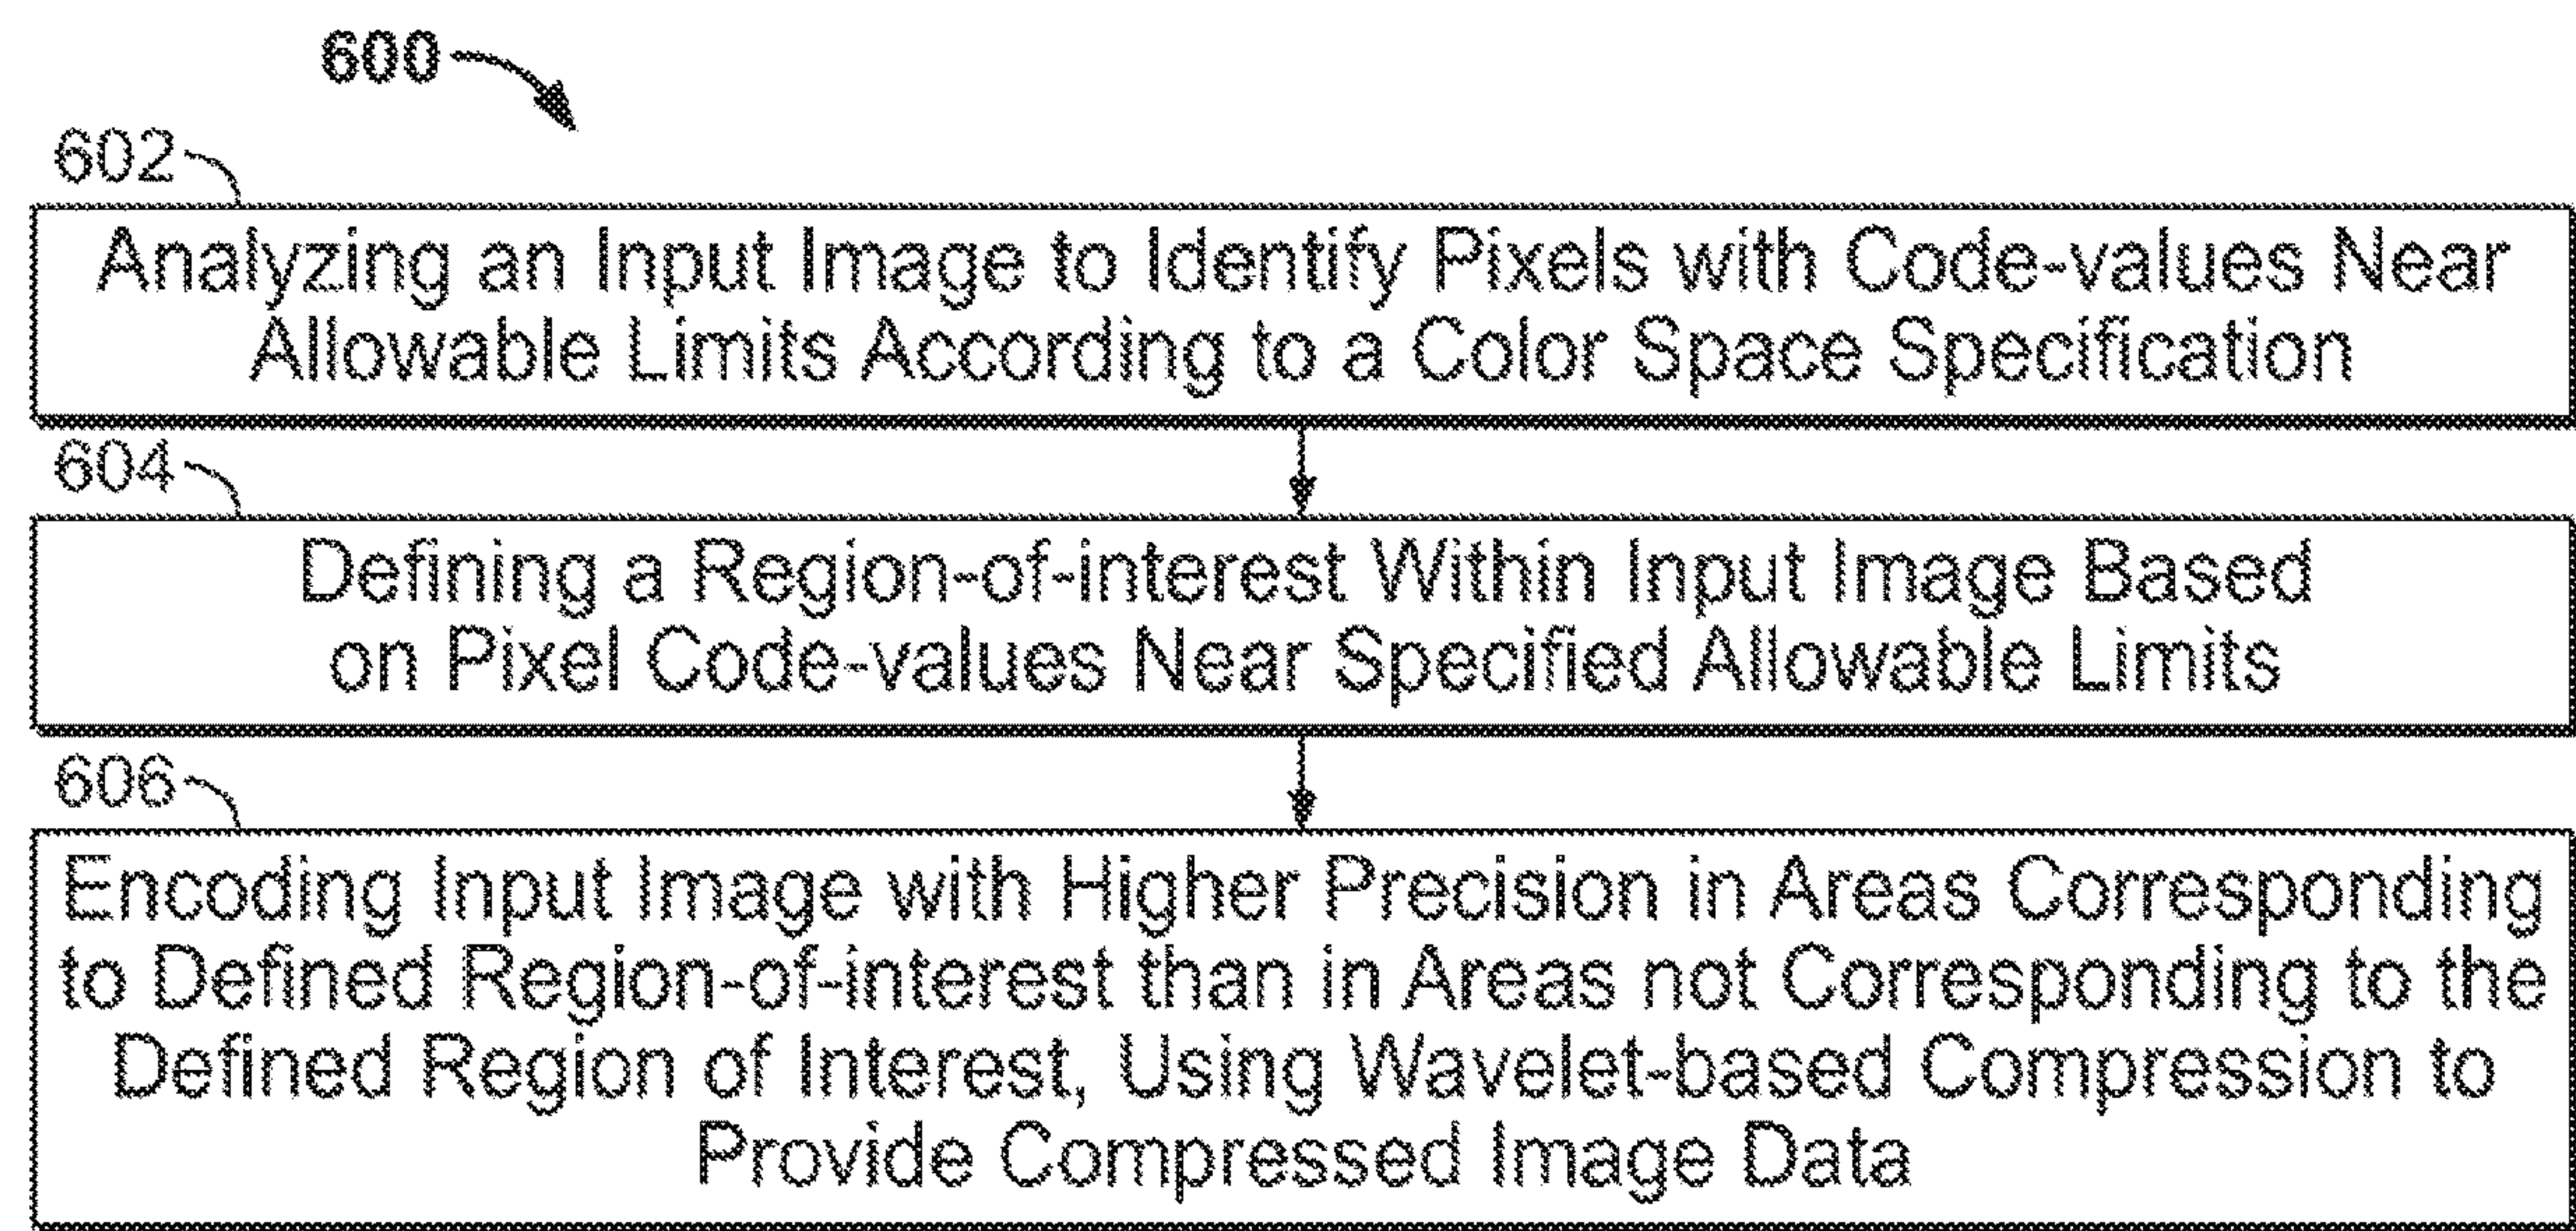 600
602
Analyzing an Input Image to Identify Pixels with Code-values Near
Allowable Limits According to a Color Space Specification
604
Defining a Region-of-interest Within Input Image Based
on Pixel Code-values Near Specified Allowable Limits
606
Encoding Input Image with Higher Precision in Areas Corresponding
to Defined Region-of-interest than in Areas not Corresponding to the
Defined Region of Interest, Using Wavelet-based Compression to
Provide Compressed Image Data